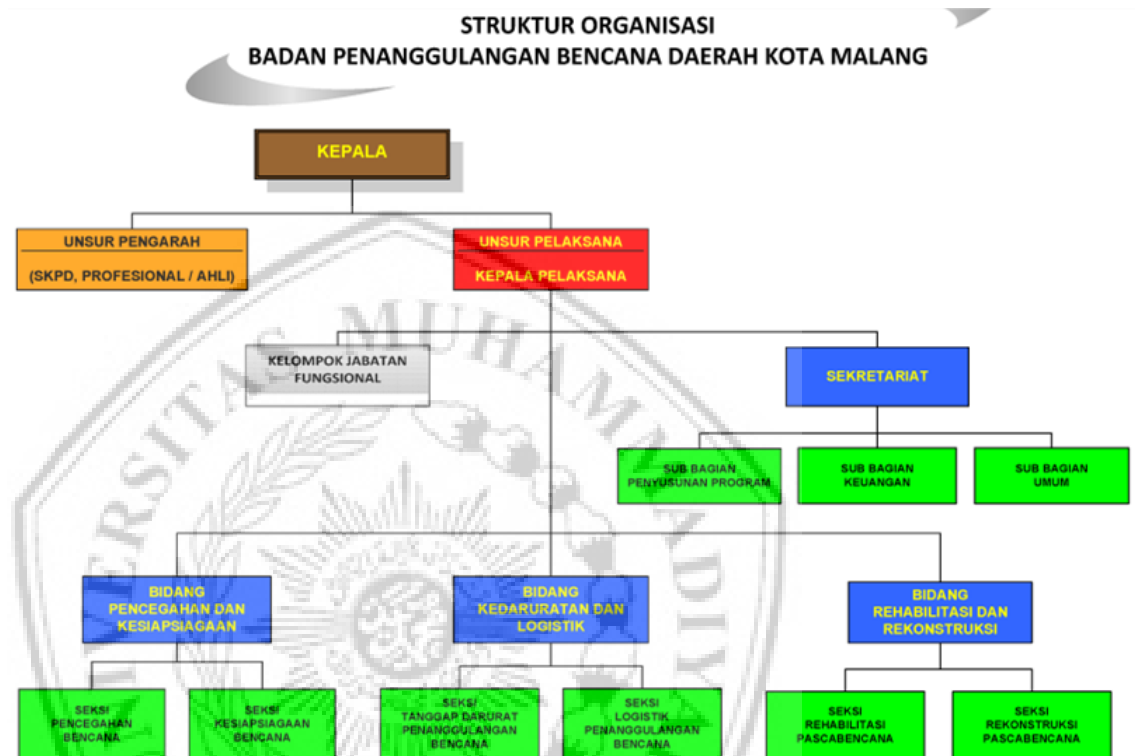 STRUKTUR ORGANISASI
BADAN PENANGGULANGAN BENCANA DAERAH KOTA MALANG
KEPALA
UNSUR PENGARAH
(SKPD, PROFESIONAL / AHLI)
UNSUR PELAKSANA
KEPALA PELAKSANA
KELOMPOK JABATAN
FUNGSIONAL
SEKRETARIAT
SUB BAGIAN
PENYUSUNAN PROGRAM
SUB BAGIAN
KEUANGAN
SUB BAGIAN
UMUM
BIDANG
PENCEGAHAN DAN
KESIAPSIAGAAN
BIDANG
KEDARURATAN DAN
LOGISTIK
BIDANG
REHABILITASI DAN
REKONSTRUKSI
SEKSI
PENCEGAHAN
BENCANA
SEKSI
KESIAPSIAGAAN
BENCANA
SEKSI
TANGGAP DARURAT
PENANGGULANGAN
BENCANA
SEKSI
LOGISTIK
PENANGGULANGAN
BENCANA
SEKSI
REHABILITASI
PASCABENCANA
SEKSI
REKONSTRUKSI
PASCABENCANA